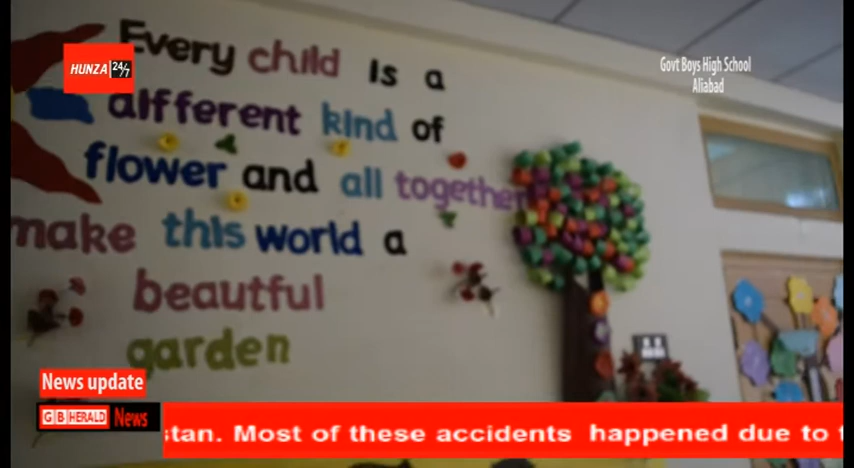 Every child is a
different kind of
flower and all together
make this world a
beautful
garden
HUNZA 24/7
Govt Boys High School
Aliabad
News update
GB HERALD News
stan. Most of these accidents happened due to